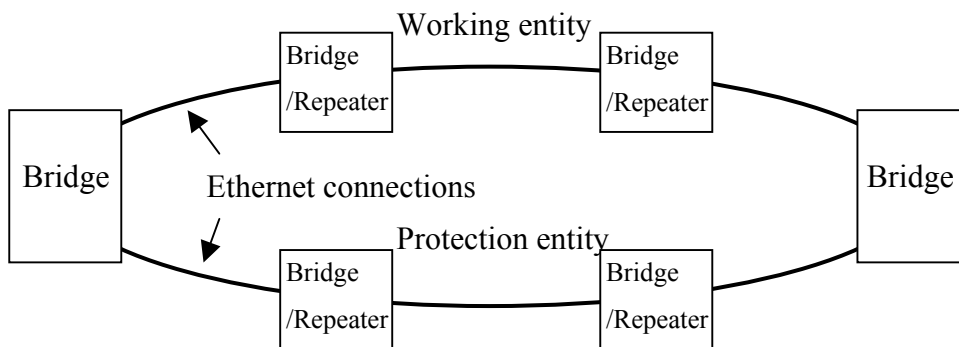 Working entity
Bridge
/Repeater
Bridge
/Repeater
Bridge
Bridge
Ethernet connections
Protection entity
Bridge
/Repeater
Bridge
/Repeater